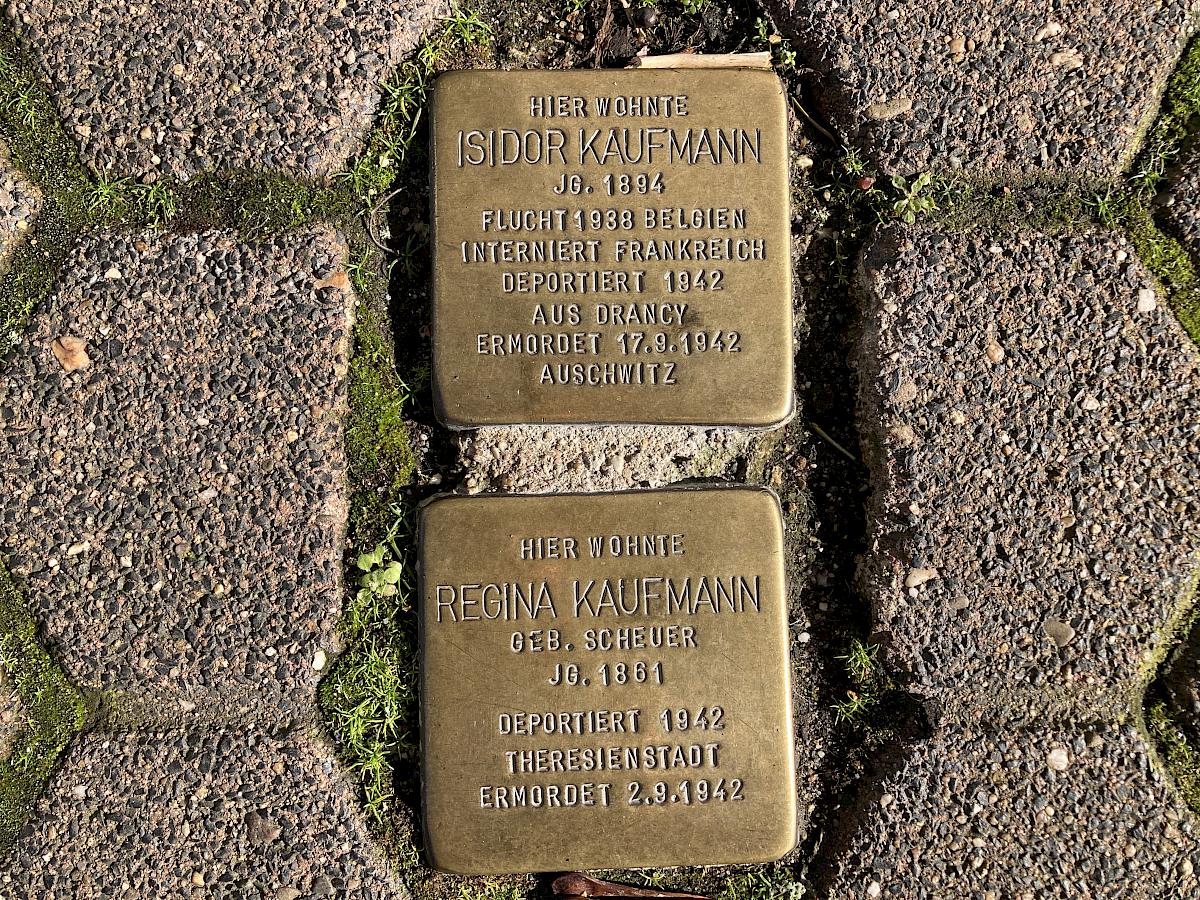 HIER WOHNTE
ISIDOR KAUFMANN
JG. 1894
FLUCHT 1938 BELGIEN
INTERNIERT FRANKREICH
DEPORTIERT 1942
AUS DRANCY
ERMORDET 17.9.1942
AUSCHWITZ
HIER WOHNTE
REGINA KAUFMANN
GEB. SCHEUER
JG. 1861
DEPORTIERT 1942
THERESIENSTADT
ERMORDET 2.9.1942